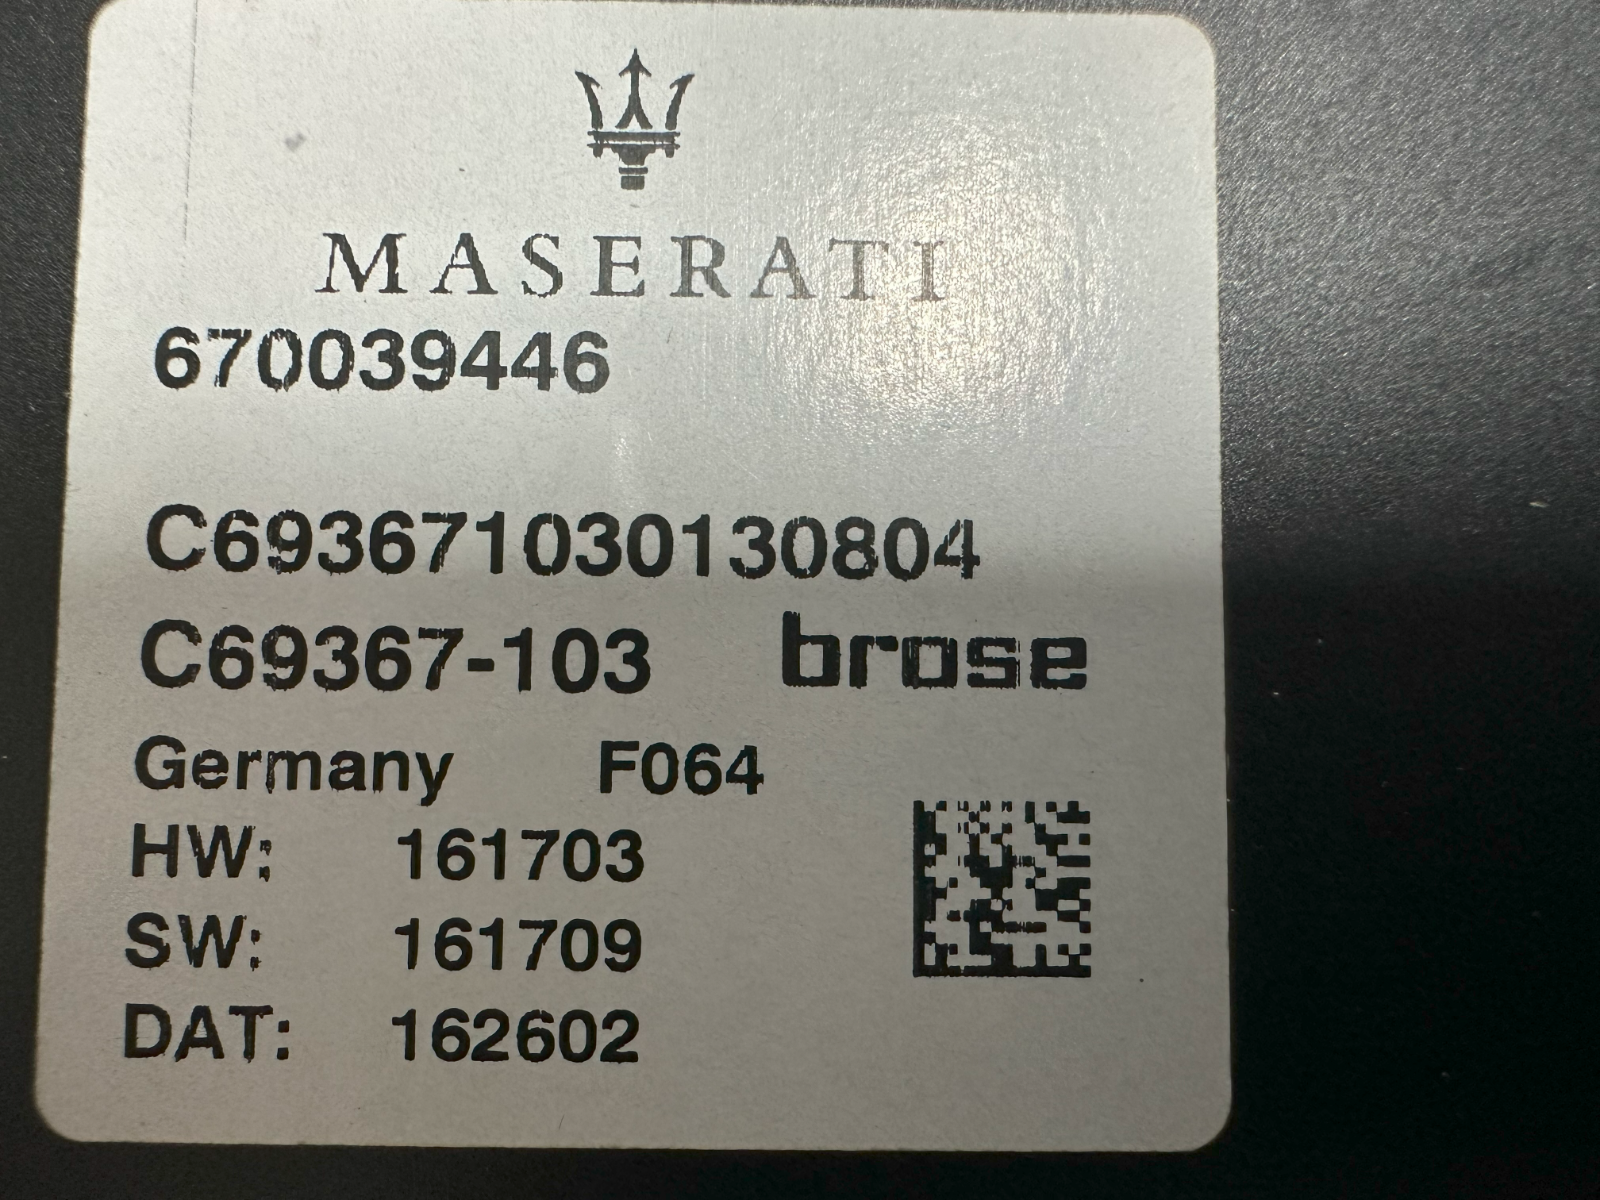 MASERATI
670039446
C693671030130804
C69367-103 brose
Germany F064
HW: 161703
SW: 161709
DAT: 162602